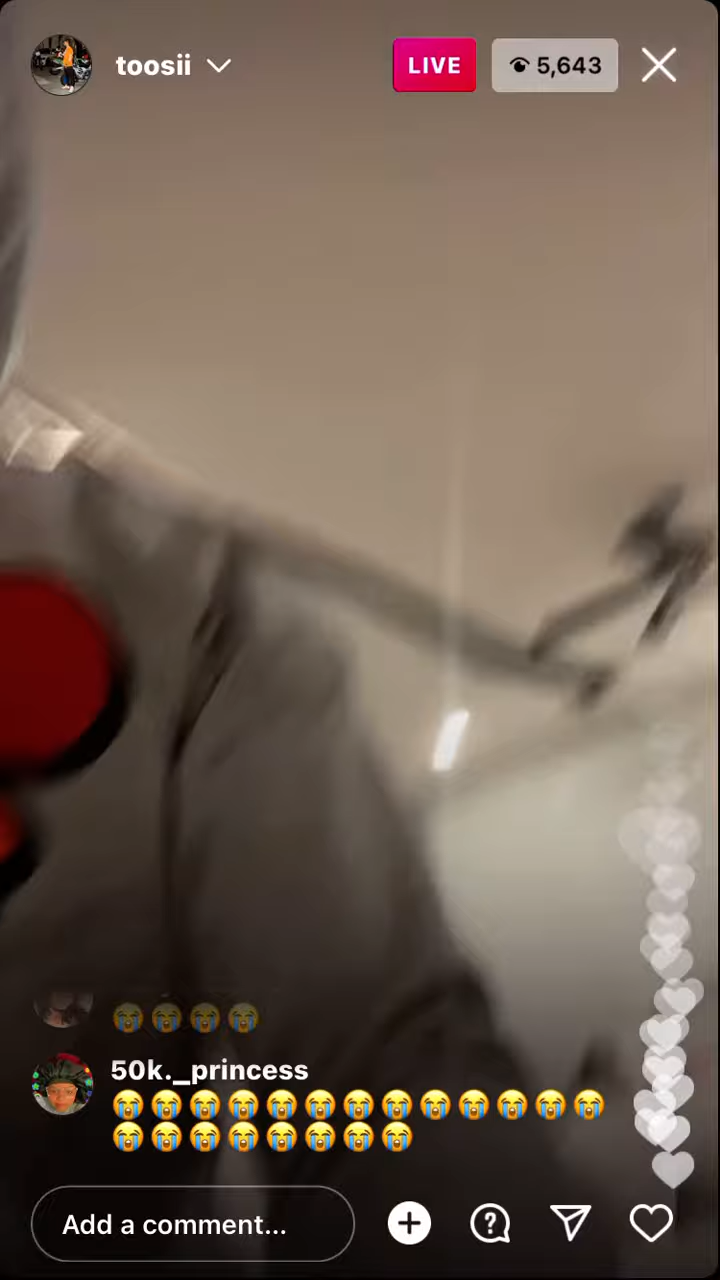 toosii
LIVE
5,643
50k._princess
😭😭😭😭😭😭😭😭😭😭😭😭😭
😭😭😭😭😭😭😭😭
Add a comment...